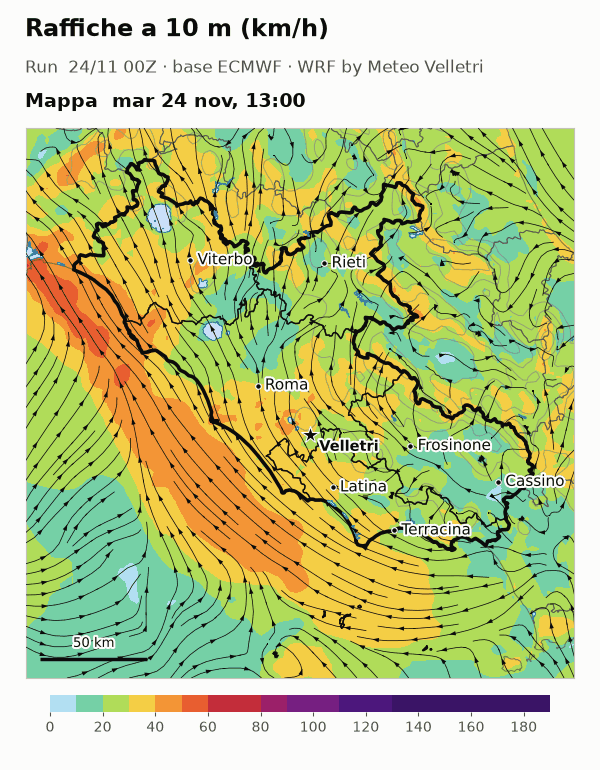 Raffiche a 10 m (km/h)
Run  24/11 00Z · base ECMWF · WRF by Meteo Velletri
Mappa  mar 24 nov, 13:00
Viterbo
Rieti
Roma
Velletri
Frosinone
Cassino
Latina
Terracina
50 km
0 20 40 60 80 100 120 140 160 180